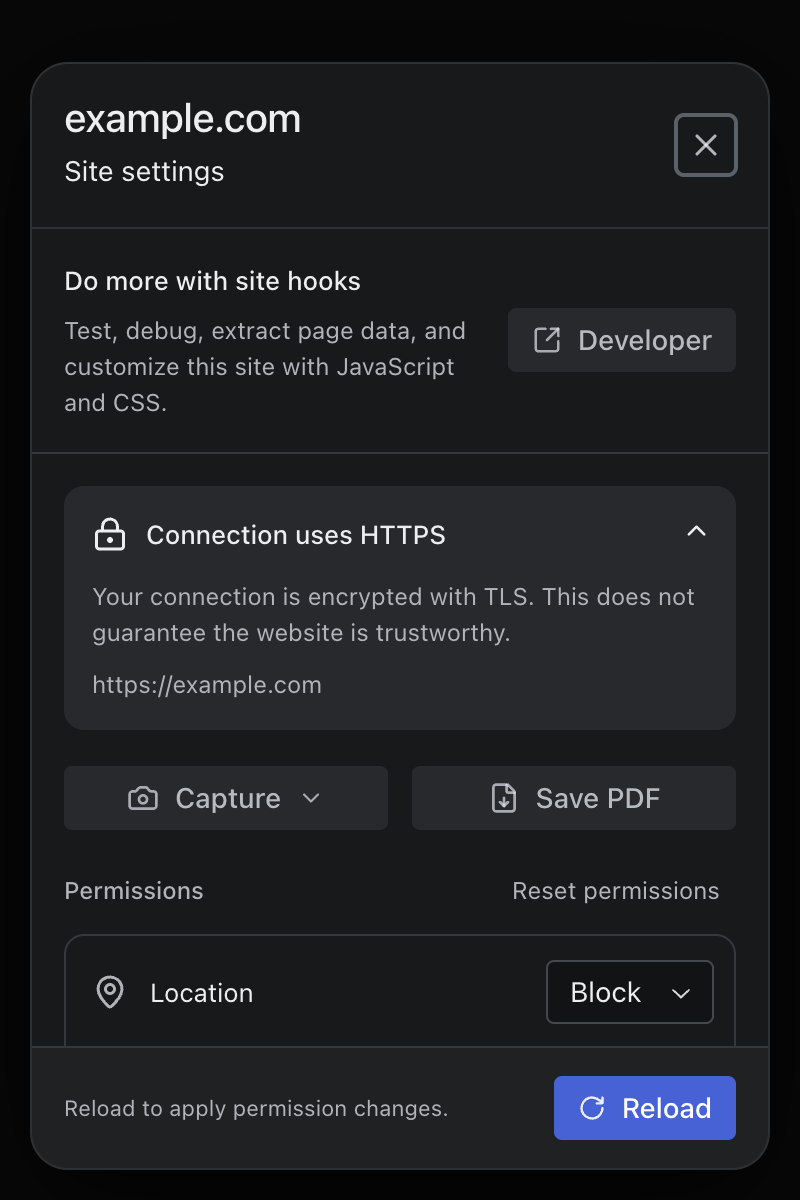 example.com
Site settings
Do more with site hooks
Test, debug, extract page data, and
customize this site with JavaScript
and CSS.
Developer
Connection uses HTTPS
Your connection is encrypted with TLS. This does not
guarantee the website is trustworthy.
https://example.com
Capture
Save PDF
Permissions
Reset permissions
Location
Block
Reload to apply permission changes.
Reload